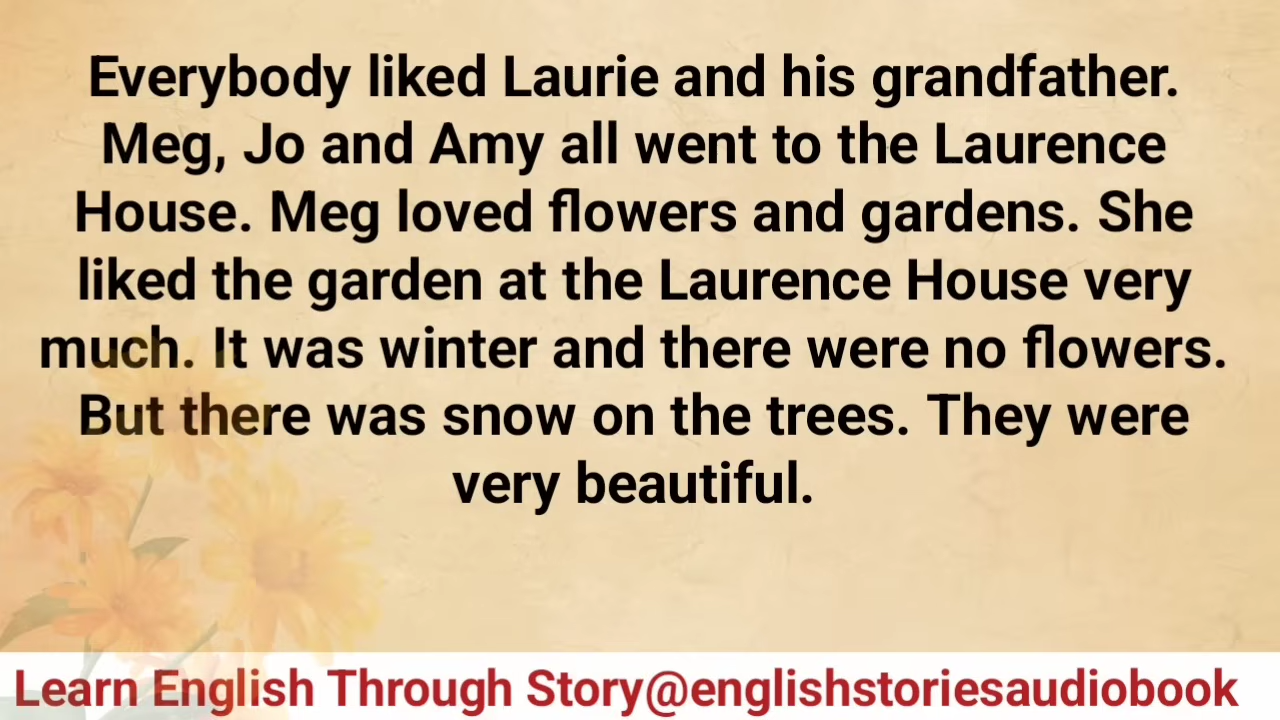 Everybody liked Laurie and his grandfather.
Meg, Jo and Amy all went to the Laurence
House. Meg loved flowers and gardens. She
liked the garden at the Laurence House very
much. It was winter and there were no flowers.
But there was snow on the trees. They were
very beautiful.
Learn English Through Story@englishstoriesaudiobook